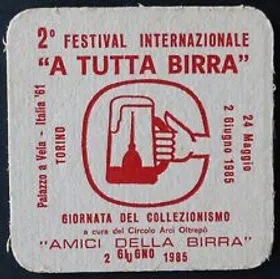 2° FESTIVAL INTERNAZIONALE
"A TUTTA BIRRA"
Palazzo a Vela - Italia '61
TORINO
24 Maggio
2 Giugno 1985
GIORNATA DEL COLLEZIONISMO
a cura del Circolo Arci Oltrepò
"AMICI DELLA BIRRA"
2 GIUGNO 1985